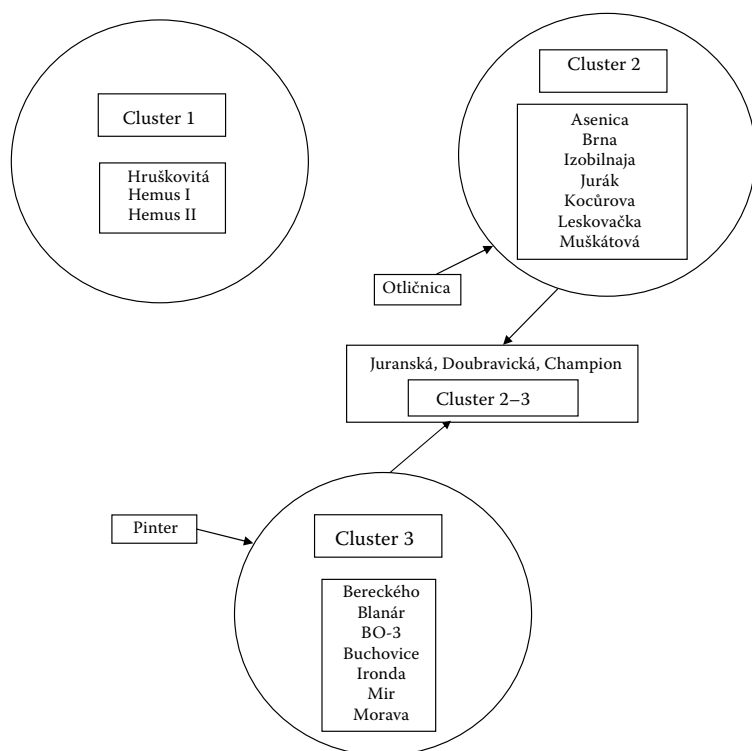 Cluster 1
Hruškovitá
Hemus I
Hemus II
Cluster 2
Asenica
Brna
Izobilnaja
Jurák
Kocůrova
Leskovačka
Muškátová
Otličnica
Juranská, Doubravická, Champion
Cluster 2–3
Pinter
Cluster 3
Bereckého
Blanár
BO-3
Buchovice
Ironda
Mir
Morava